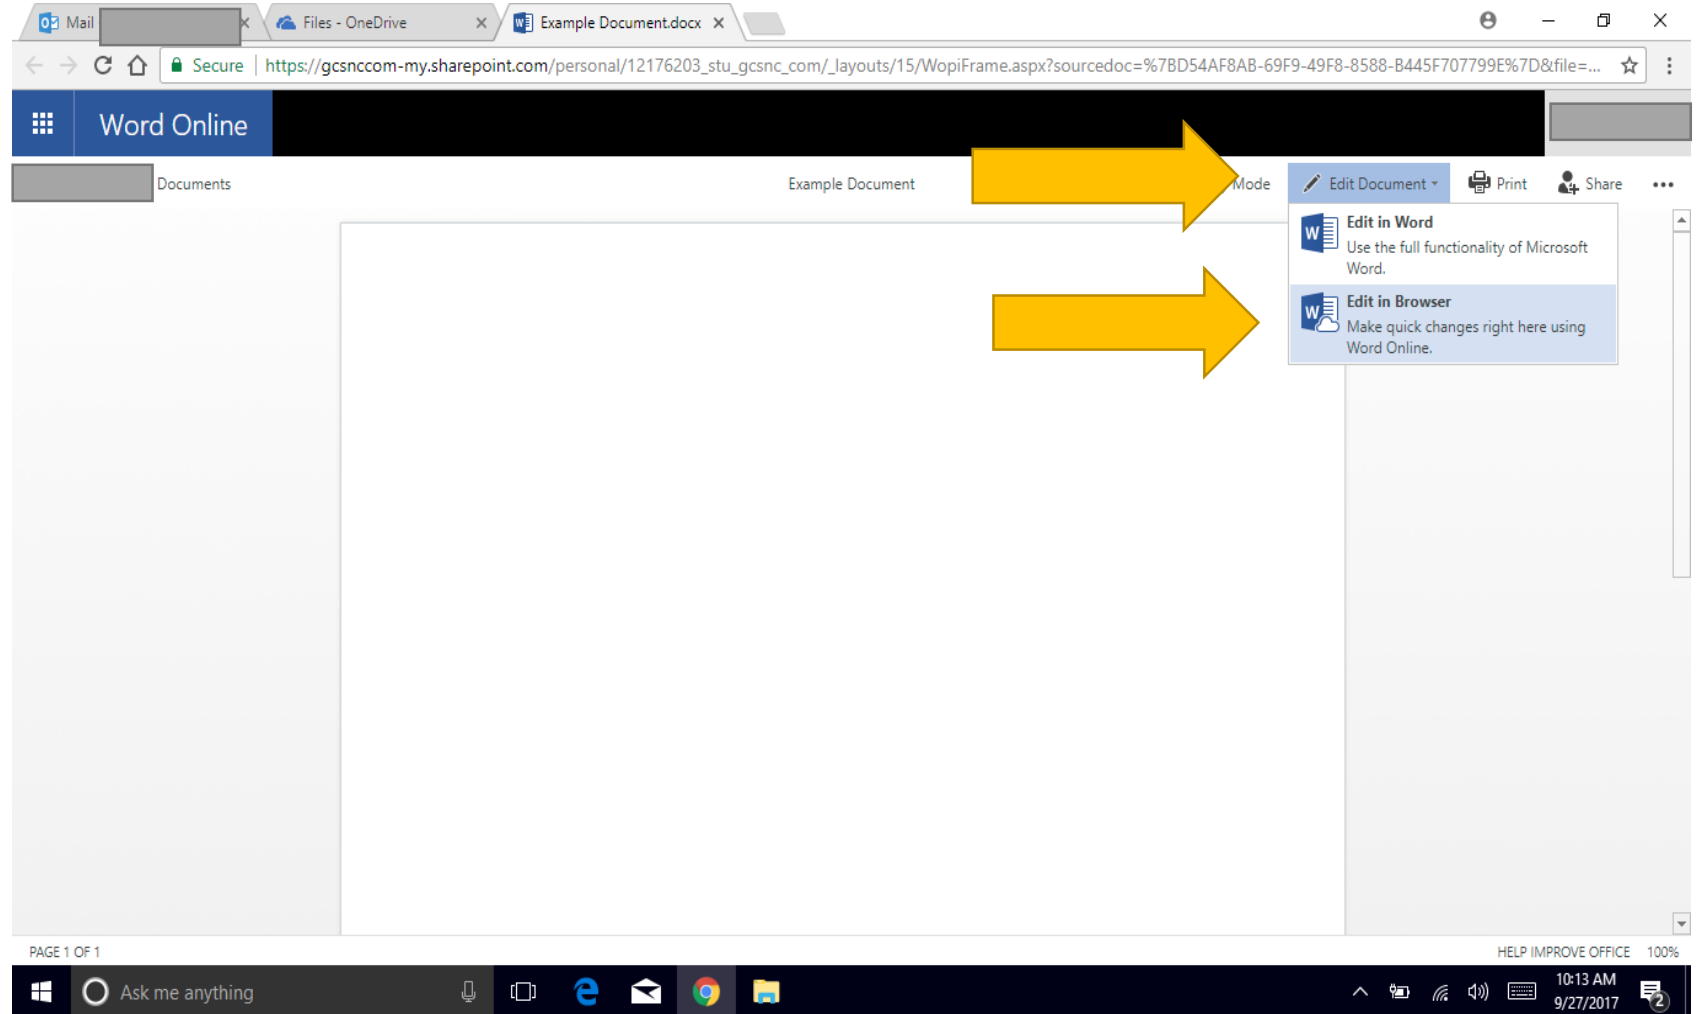 Mail
Files - OneDrive
Example Document.docx
Secure https://gcsnccom-my.sharepoint.com/personal/12176203_stu_gcsnc_com/_layouts/15/WopiFrame.aspx?sourcedoc=%7BD54AF8AB-69F9-49F8-8588-B445F707799E%7D&file=...
Word Online
Documents
Example Document
Mode
Edit Document
Print
Share
Edit in Word
Use the full functionality of Microsoft
Word.
Edit in Browser
Make quick changes right here using
Word Online.
PAGE 1 OF 1
HELP IMPROVE OFFICE 100%
Ask me anything
10:13 AM
9/27/2017
2